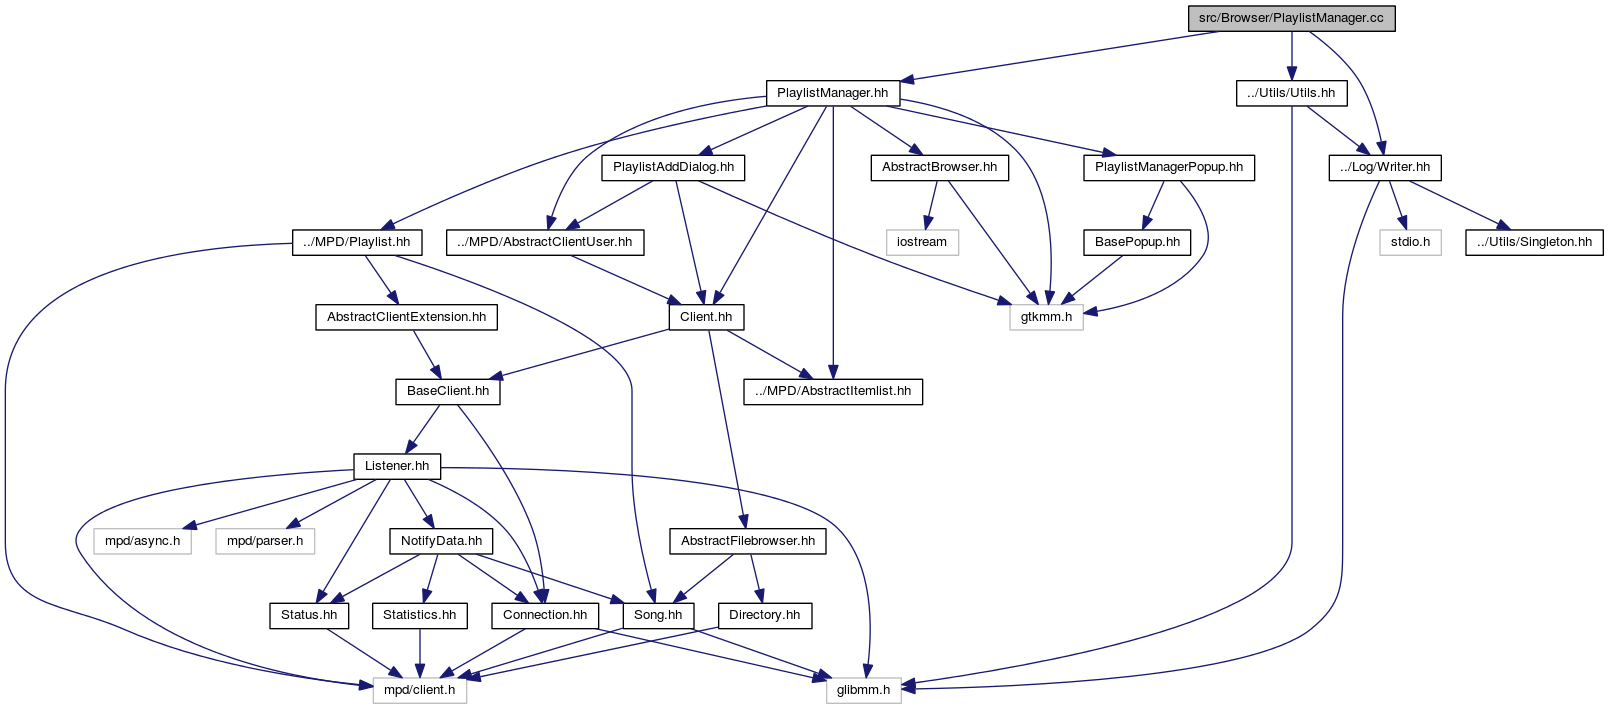 src/Browser/PlaylistManager.cc
PlaylistManager.hh
../Utils/Utils.hh
PlaylistAddDialog.hh
AbstractBrowser.hh
PlaylistManagerPopup.hh
../Log/Writer.hh
../MPD/Playlist.hh
../MPD/AbstractClientUser.hh
iostream
BasePopup.hh
stdio.h
../Utils/Singleton.hh
AbstractClientExtension.hh
Client.hh
gtkmm.h
BaseClient.hh
../MPD/AbstractItemlist.hh
Listener.hh
mpd/async.h
mpd/parser.h
NotifyData.hh
AbstractFilebrowser.hh
Status.hh
Statistics.hh
Connection.hh
Song.hh
Directory.hh
mpd/client.h
glibmm.h